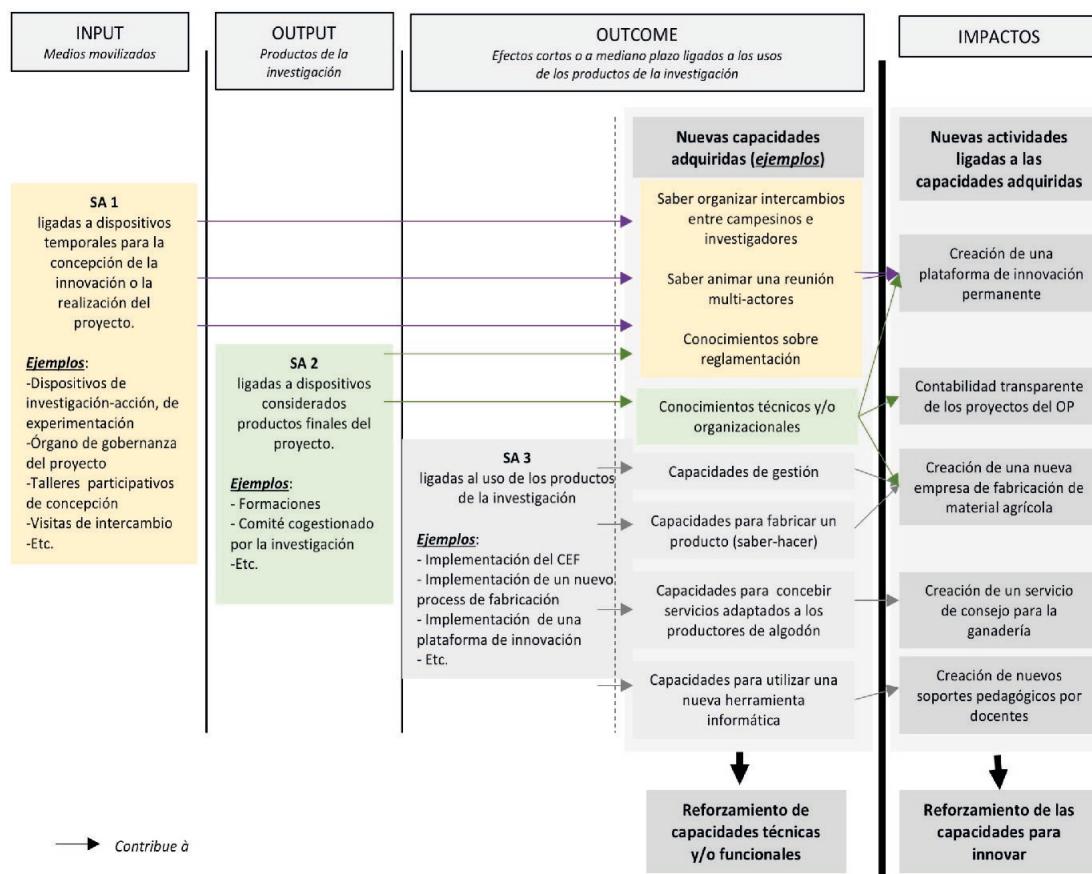 INPUT
Medios movilizados
OUTPUT
Productos de la
investigación
OUTCOME
Efectos cortos o a mediano plazo ligados a los usos
de los productos de la investigación
IMPACTOS
SA 1
ligadas a dispositivos
temporales para la
concepción de la
innovación o la
realización del
proyecto.
Ejemplos:
-Dispositivos de
investigación-acción, de
experimentación
-Órgano de gobernanza
del proyecto
-Talleres participativos
de concepción
-Visitas de intercambio
-Etc.
SA 2
ligadas a dispositivos
considerados
productos finales del
proyecto.
Ejemplos:
- Formaciones
- Comité cogestionado
por la investigación
-Etc.
SA 3
ligadas al uso de los productos
de la investigación
Ejemplos:
- Implementación del CEF
- Implementación de un nuevo
process de fabricación
- Implementación de una
plataforma de innovación
- Etc.
Nuevas capacidades
adquiridas (ejemplos)
Saber organizar intercambios
entre campesinos e
investigadores
Saber animar una reunión
multi-actores
Conocimientos sobre
reglamentación
Conocimientos técnicos y/o
organizacionales
Capacidades de gestión
Capacidades para fabricar un
producto (saber-hacer)
Capacidades para concebir
servicios adaptados a los
productores de algodón
Capacidades para utilizar una
nueva herramienta
informática
Reforzamiento de
capacidades técnicas
y/o funcionales
Nuevas actividades
ligadas a las
capacidades adquiridas
Creación de una
plataforma de innovación
permanente
Contabilidad transparente
de los proyectos del OP
Creación de una nueva
empresa de fabricación de
material agrícola
Creación de un servicio
de consejo para la
ganadería
Creación de nuevos
soportes pedagógicos por
docentes
Reforzamiento de las
capacidades para
innovar
Contribue à